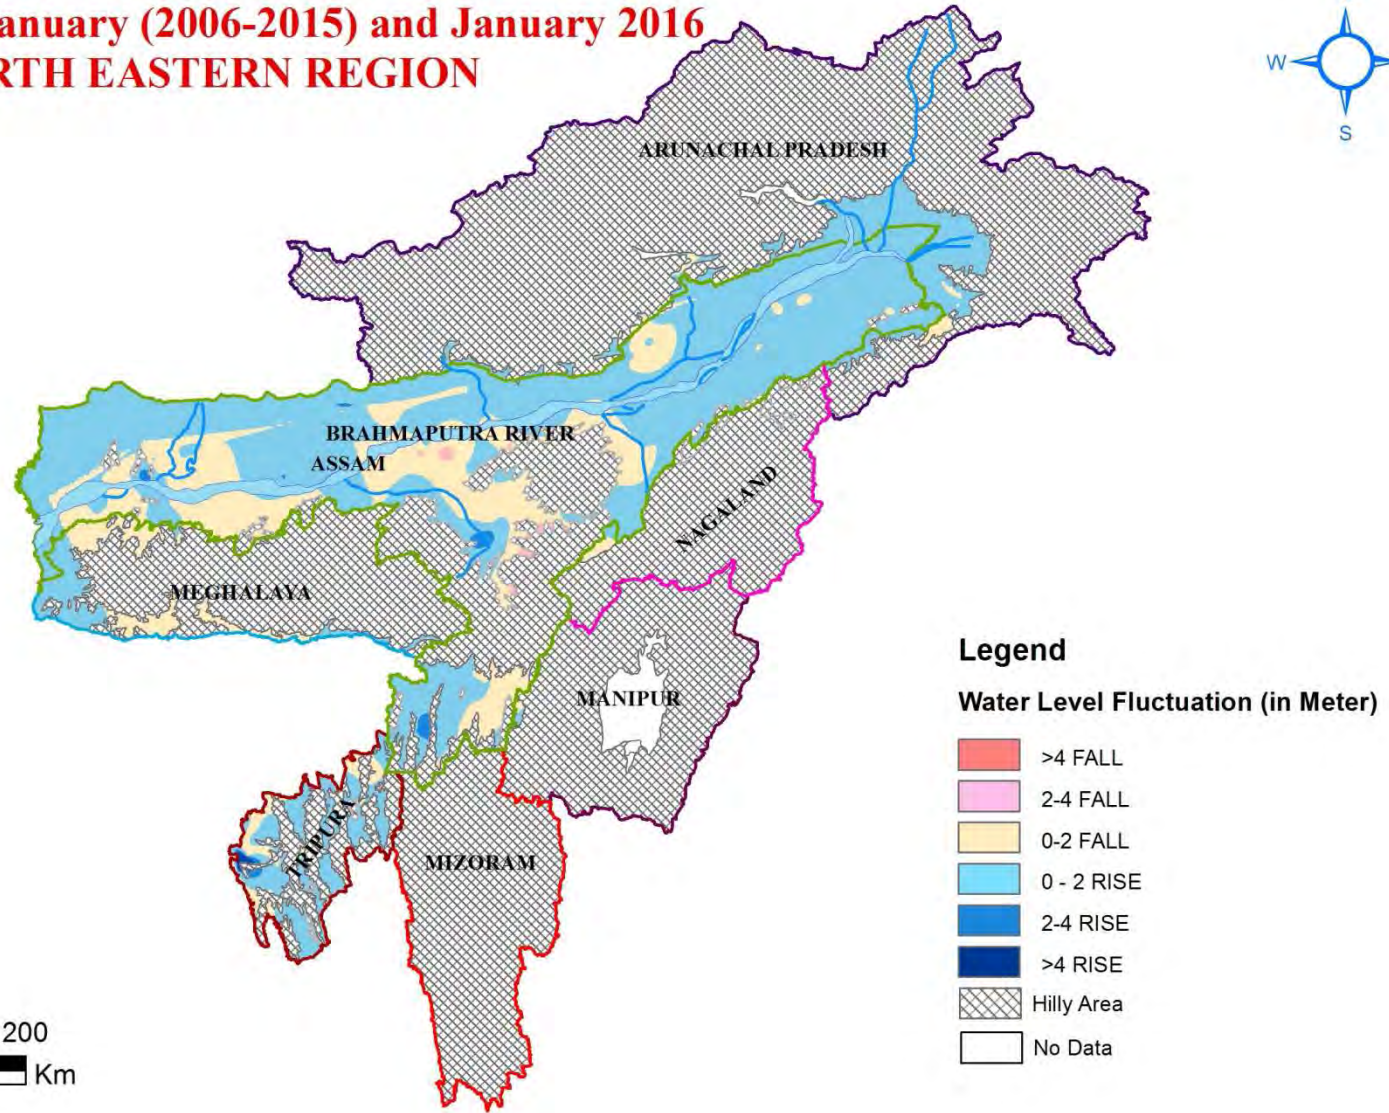 anuary (2006-2015) and January 2016
RTH EASTERN REGION
W
S
ARUNACHAL PRADESH
BRAHMAPUTRA RIVER
ASSAM
NAGALAND
MEGHALAYA
MANIPUR
TRIPURA
MIZORAM
Legend
Water Level Fluctuation (in Meter)
>4 FALL
2-4 FALL
0-2 FALL
0 - 2 RISE
2-4 RISE
>4 RISE
Hilly Area
No Data
200
Km